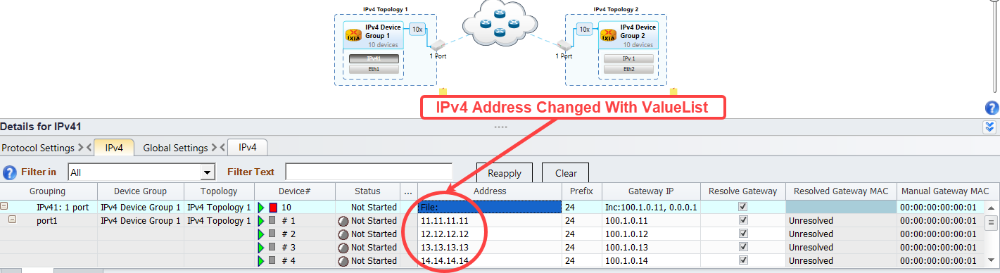 IPv4 Topology 1
IPv4 Topology 2
IPv4 Device Group 1
10 devices
IXIA
IPv41
Eth1
10x
1 Port
10x
1 Port
IPv4 Device Group 2
10 devices
IXIA
IPv 1
Eth2
IPv4 Address Changed With ValueList
Details for IPv41
Protocol Settings IPv4 Global Settings IPv4
Filter in All Filter Text Reapply Clear
Grouping Device Group Topology Device# Status ... Address Prefix Gateway IP Resolve Gateway Resolved Gateway MAC Manual Gateway MAC
IPv41: 1 port IPv4 Device Group 1 IPv4 Topology 1 10 Not Started File: 24 Inc:100.1.0.11, 0.0.0.1 00:00:00:00:00:01
port1 IPv4 Device Group 1 IPv4 Topology 1 # 1 Not Started 11.11.11.11 24 100.1.0.11 Unresolved 00:00:00:00:00:01
# 2 Not Started 12.12.12.12 24 100.1.0.12 Unresolved 00:00:00:00:00:01
# 3 Not Started 13.13.13.13 24 100.1.0.13 Unresolved 00:00:00:00:00:01
# 4 Not Started 14.14.14.14 24 100.1.0.14 Unresolved 00:00:00:00:00:01